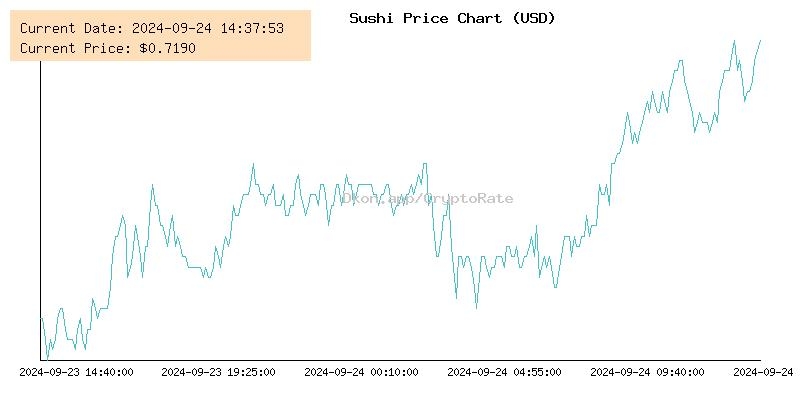 Sushi Price Chart (USD)
Current Date: 2024-09-24 14:37:53
Current Price: $0.7190
Dkon.app/CryptoRate
2024-09-23 14:40:00 2024-09-23 19:25:00 2024-09-24 00:10:00 2024-09-24 04:55:00 2024-09-24 09:40:00 2024-09-24